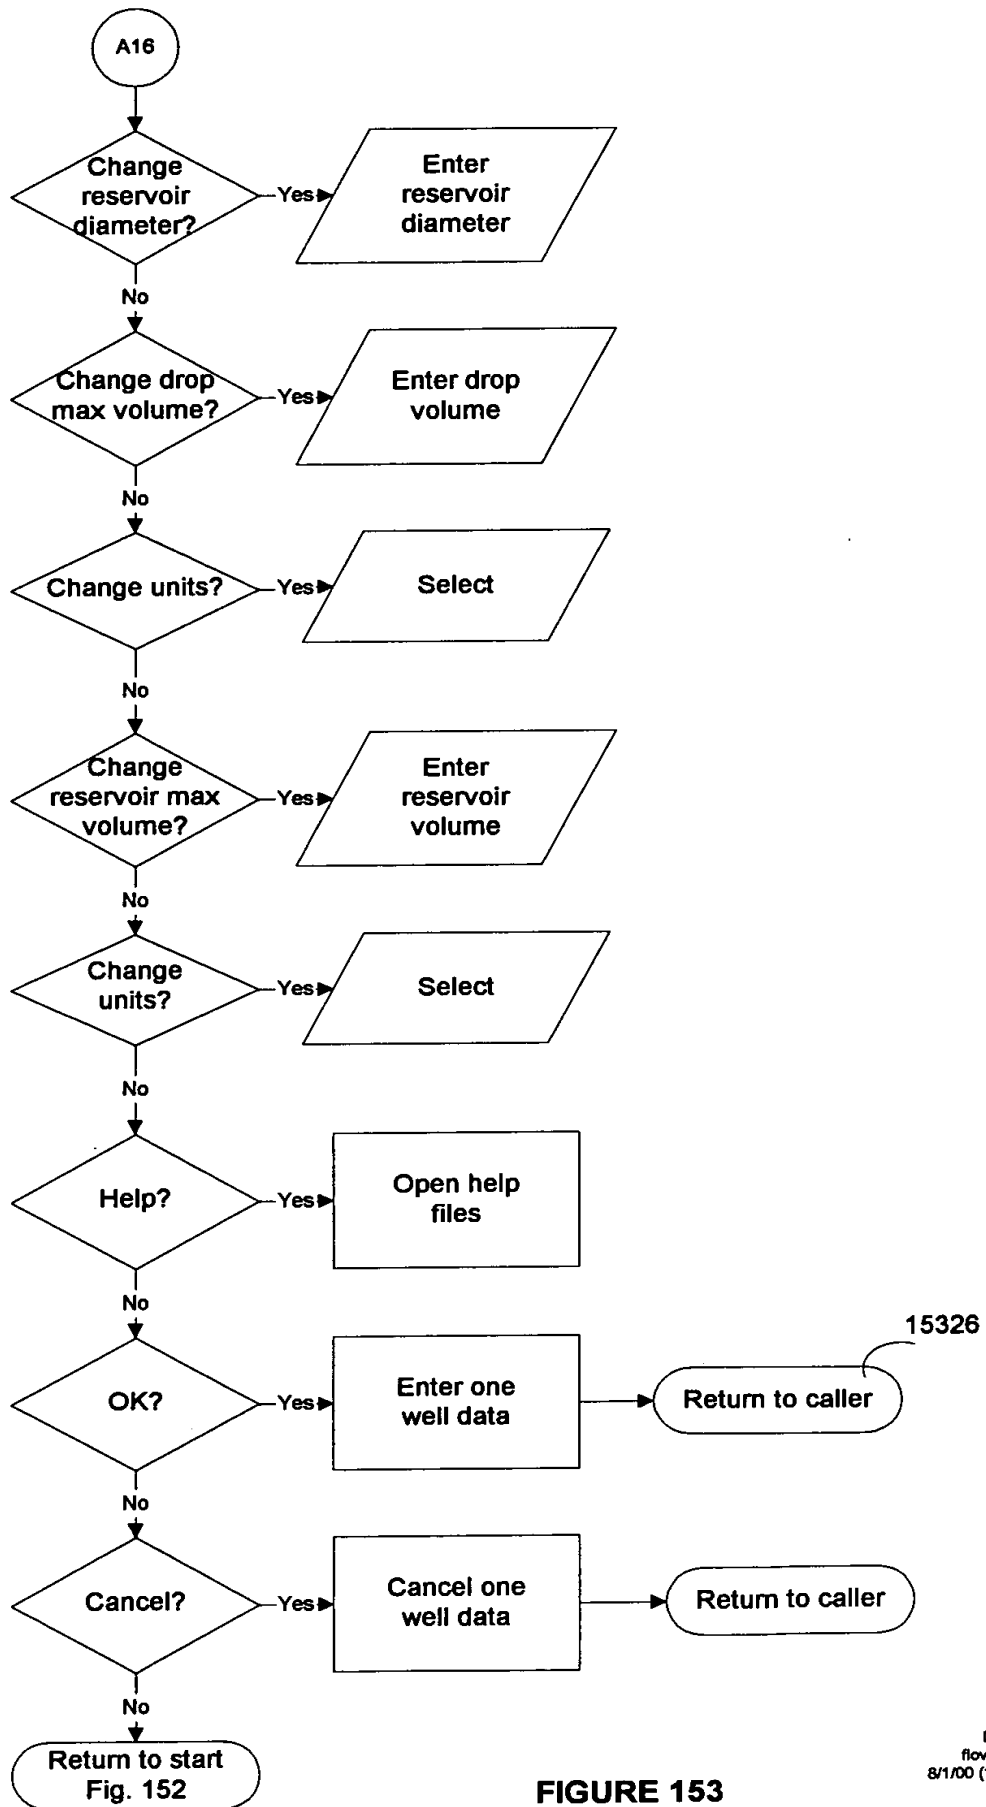 A16
Change
reservoir
diameter?
Yes
Enter
reservoir
diameter
No
Change drop
max volume?
Yes
Enter drop
volume
No
Change units?
Yes
Select
No
Change
reservoir max
volume?
Yes
Enter
reservoir
volume
No
Change
units?
Yes
Select
No
Help?
Yes
Open help
files
No
15326
OK?
Yes
Enter one
well data
Return to caller
No
Cancel?
Yes
Cancel one
well data
Return to caller
No
Return to start
Fig. 152
FIGURE 153
8/1/00